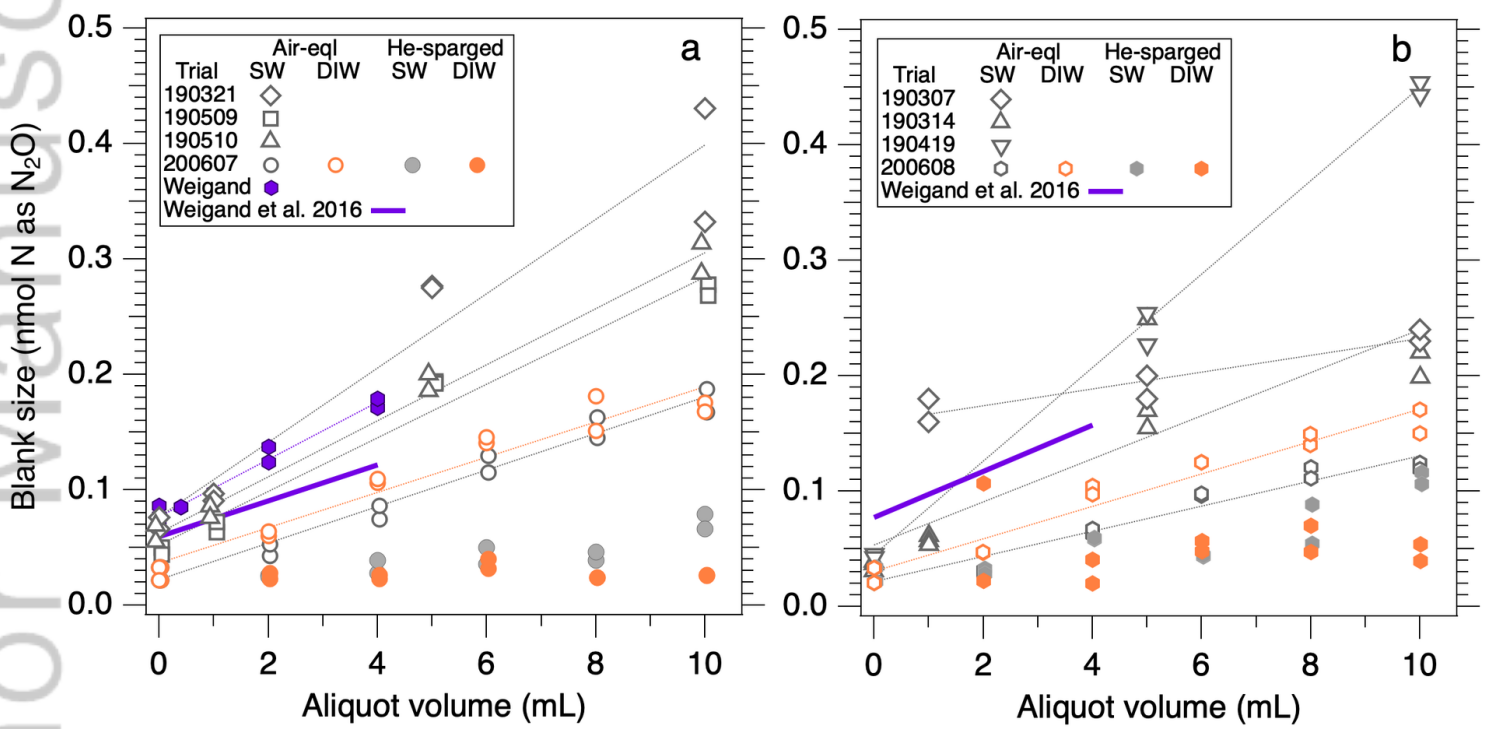 0.5
0.4
0.3
0.2
0.1
0.0
Blank size (nmol N as N₂O)
a
Air-eql He-sparged
Trial SW DIW SW DIW
190321
190509
190510
200607
Weigand
Weigand et al. 2016
0 2 4 6 8 10
Aliquot volume (mL)
0.5
0.4
0.3
0.2
0.1
0.0
b
Air-eql He-sparged
Trial SW DIW SW DIW
190307
190314
190419
200608
Weigand et al. 2016
0 2 4 6 8 10
Aliquot volume (mL)